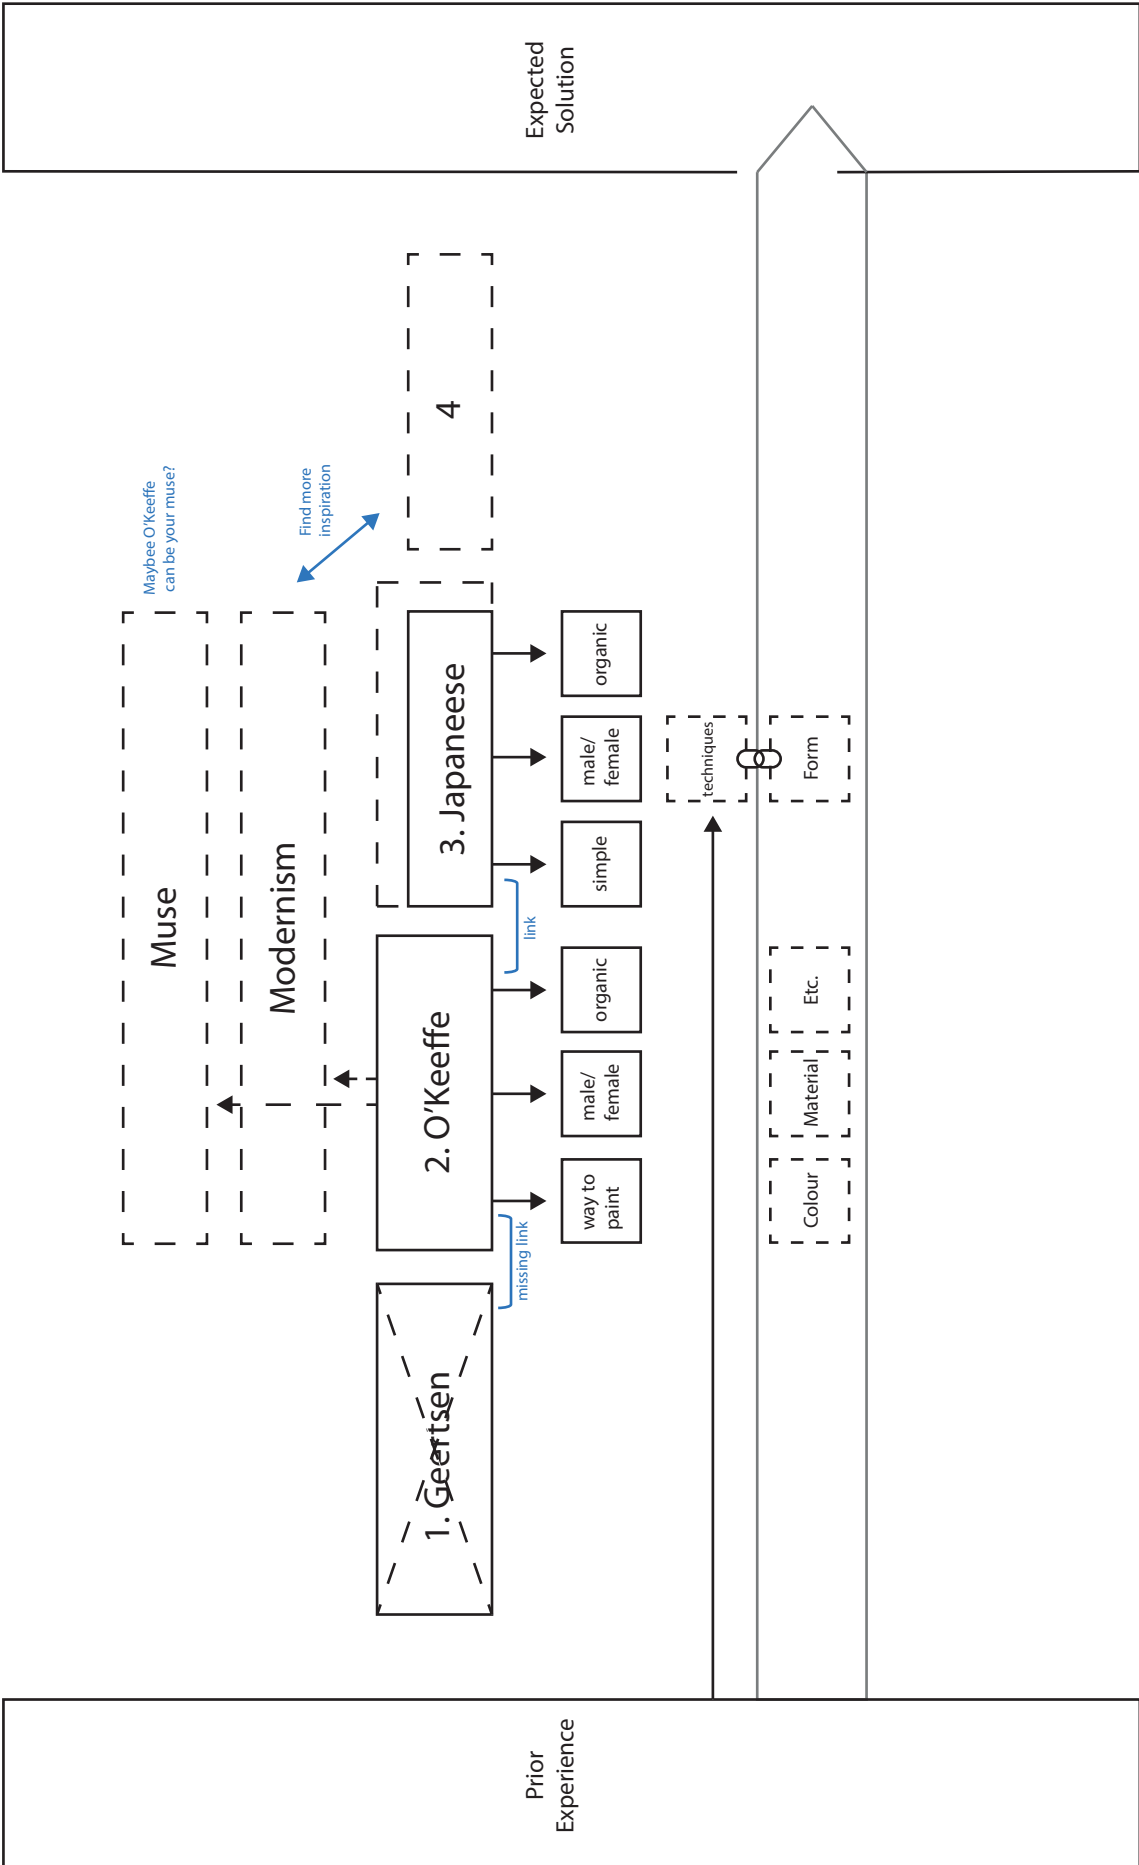 Muse
Maybee O'Keeffe
can be your muse?
Modernism
Find more
inspiration
1. Geertsen
2. O'Keeffe
3. Japaneese
4
missing link
link
way to
paint
male/
female
organic
simple
male/
female
organic
techniques
Colour
Material
Etc.
Form
Prior
Experience
Expected
Solution